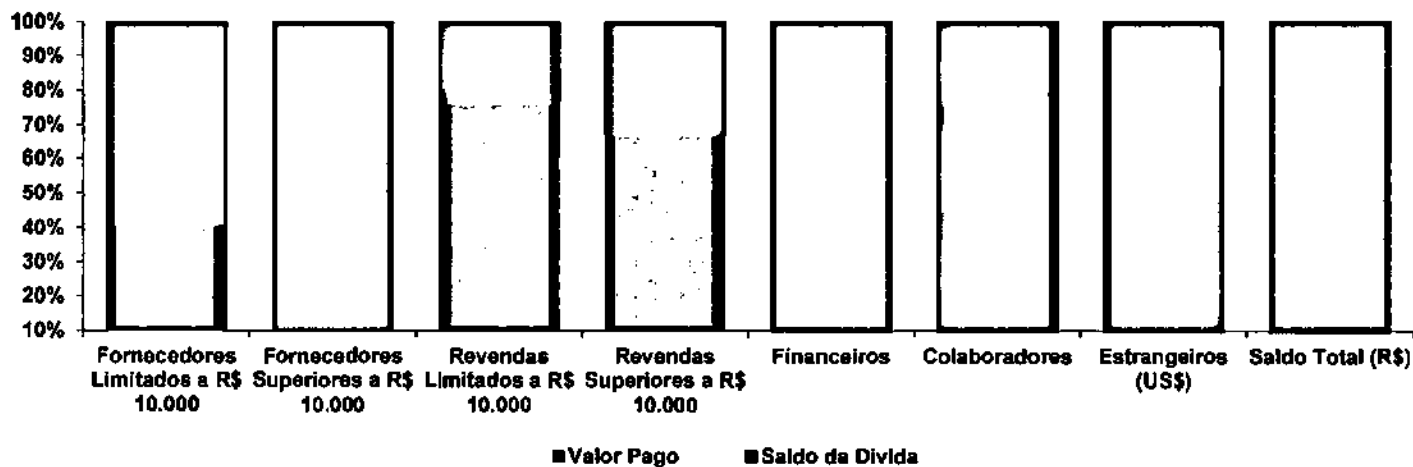 100%
90%
80%
70%
60%
50%
40%
30%
20%
10%
Fornecedores
Limitados a R$
10.000
Fornecedores
Superiores a R$
10.000
Revendas
Limitados a R$
10.000
Revendas
Superiores a R$
10.000
Financeiros
Colaboradores
Estrangeiros
(US$)
Saldo Total (R$)
Valor Pago
Saldo da Divida